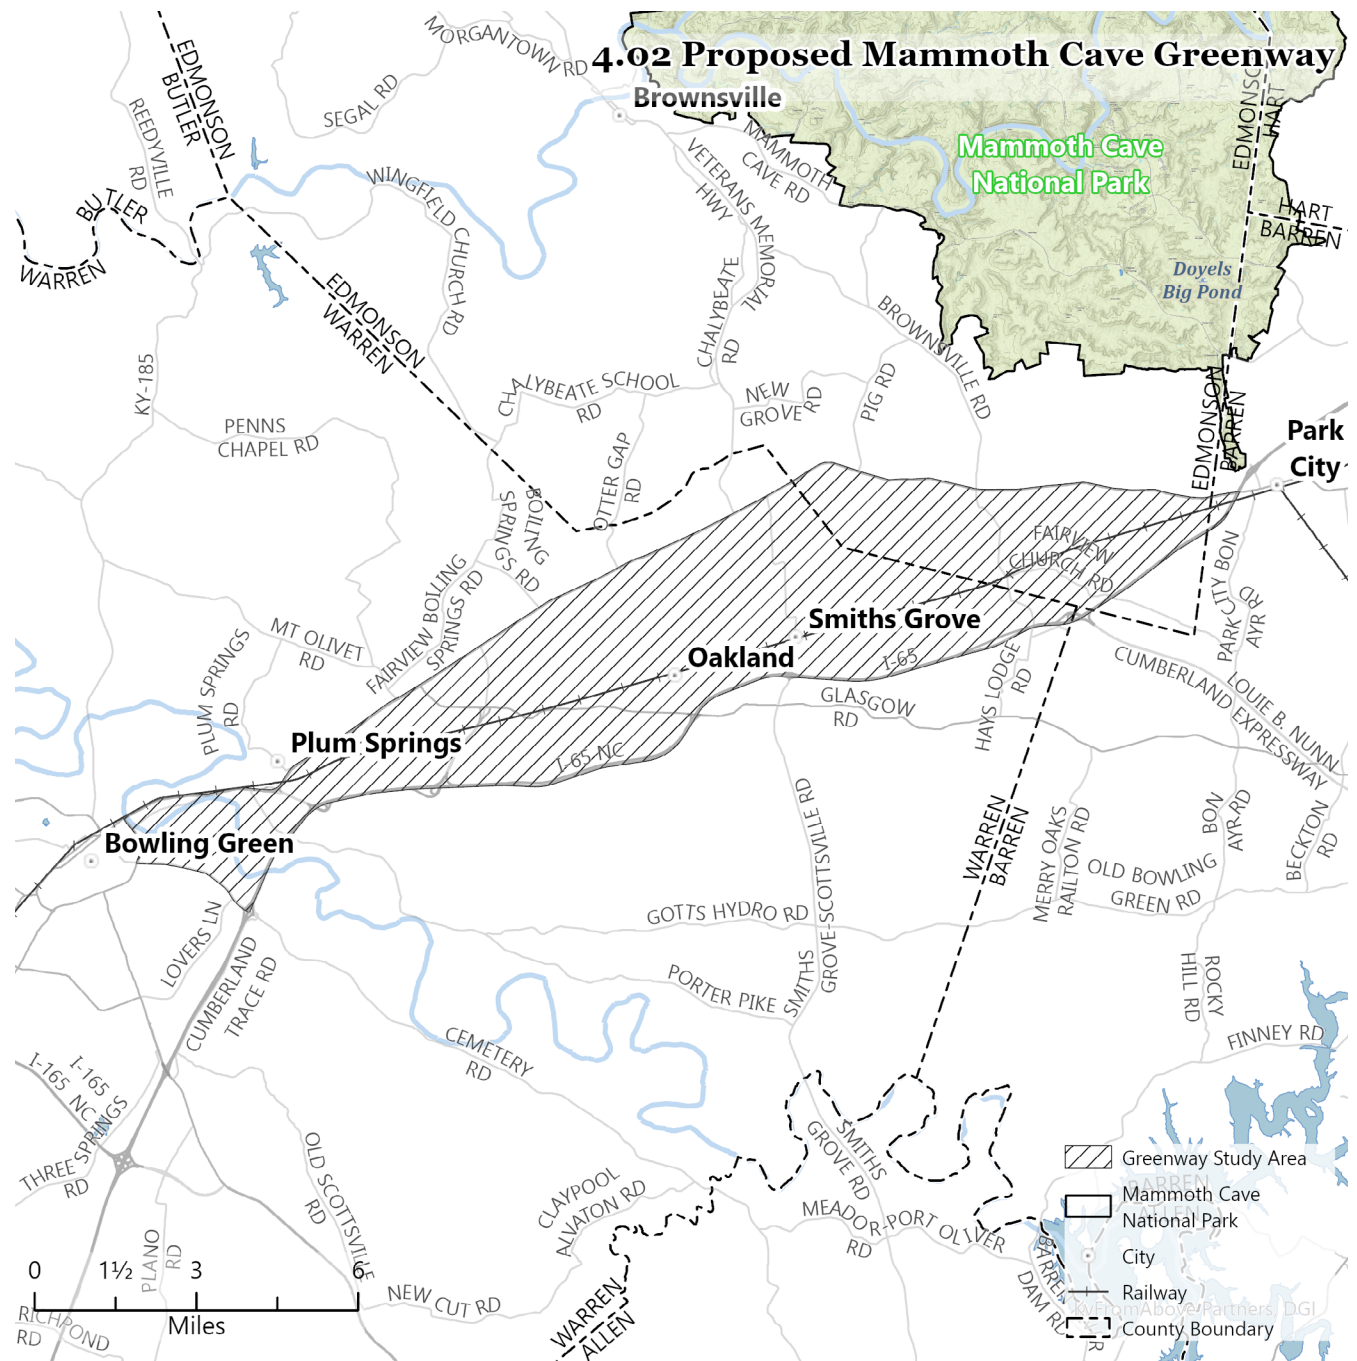 4.02 Proposed Mammoth Cave Greenway
MORGANTOWN RD
EDMONSON
BUTLER
SEGAL RD
REEDYVILLE
RD
Brownsville
MAMMOTH
CAVE RD
VETERANS MEMORIAL
HWY
Mammoth Cave
National Park
EDMONSON
HART
HART
BARREN
WINGFIELD CHURCH RD
BUTLER
WARREN
Doyels
Big Pond
EDMONSON
WARREN
CHALYBEATE
RD
BROWNSVILLE RD
KY-185
CHALYBEATE SCHOOL
RD
NEW
GROVE RD
PIG RD
EDMONSON
BARREN
Park
City
PENNS
CHAPEL RD
OTTER GAP
RD
BOILING
SPRINGS RD
FAIRVIEW
CHURCH RD
FAIRVIEW BOILING
SPRINGS RD
PARK CITY BON
AYR RD
MT OLIVET
RD
PLUM SPRINGS
RD
Smiths Grove
Oakland
I-65
HAYS LODGE
RD
GLASGOW
RD
LOUIE B. NUNN
CUMBERLAND EXPRESSWAY
Plum Springs
I-65 NC
Bowling Green
WARREN
BARREN
MERRY OAKS
RAILTON RD
BON
AYR RD
BECKTON
RD
OLD BOWLING
GREEN RD
LOVERS LN
GOTTS HYDRO RD
SMITHS
GROVE-SCOTTSVILLE RD
CUMBERLAND
TRACE RD
PORTER PIKE
ROCKY
HILL RD
FINNEY RD
CEMETERY
RD
I-165
I-165 NC
THREE SPRINGS
RD
OLD SCOTTSVILLE
RD
SMITHS
GROVE RD
CLAYPOOL
ALVATON RD
MEADOR-PORT OLIVER
RD
PLANO
RD
NEW CUT RD
WARREN
ALLEN
BARREN
DAM RD
RICHPOND
RD
0 1½ 3 6
Miles
Greenway Study Area
Mammoth Cave
National Park
City
Railway
County Boundary
BARREN
ALLEN
KyFromAbove Partners, DGI